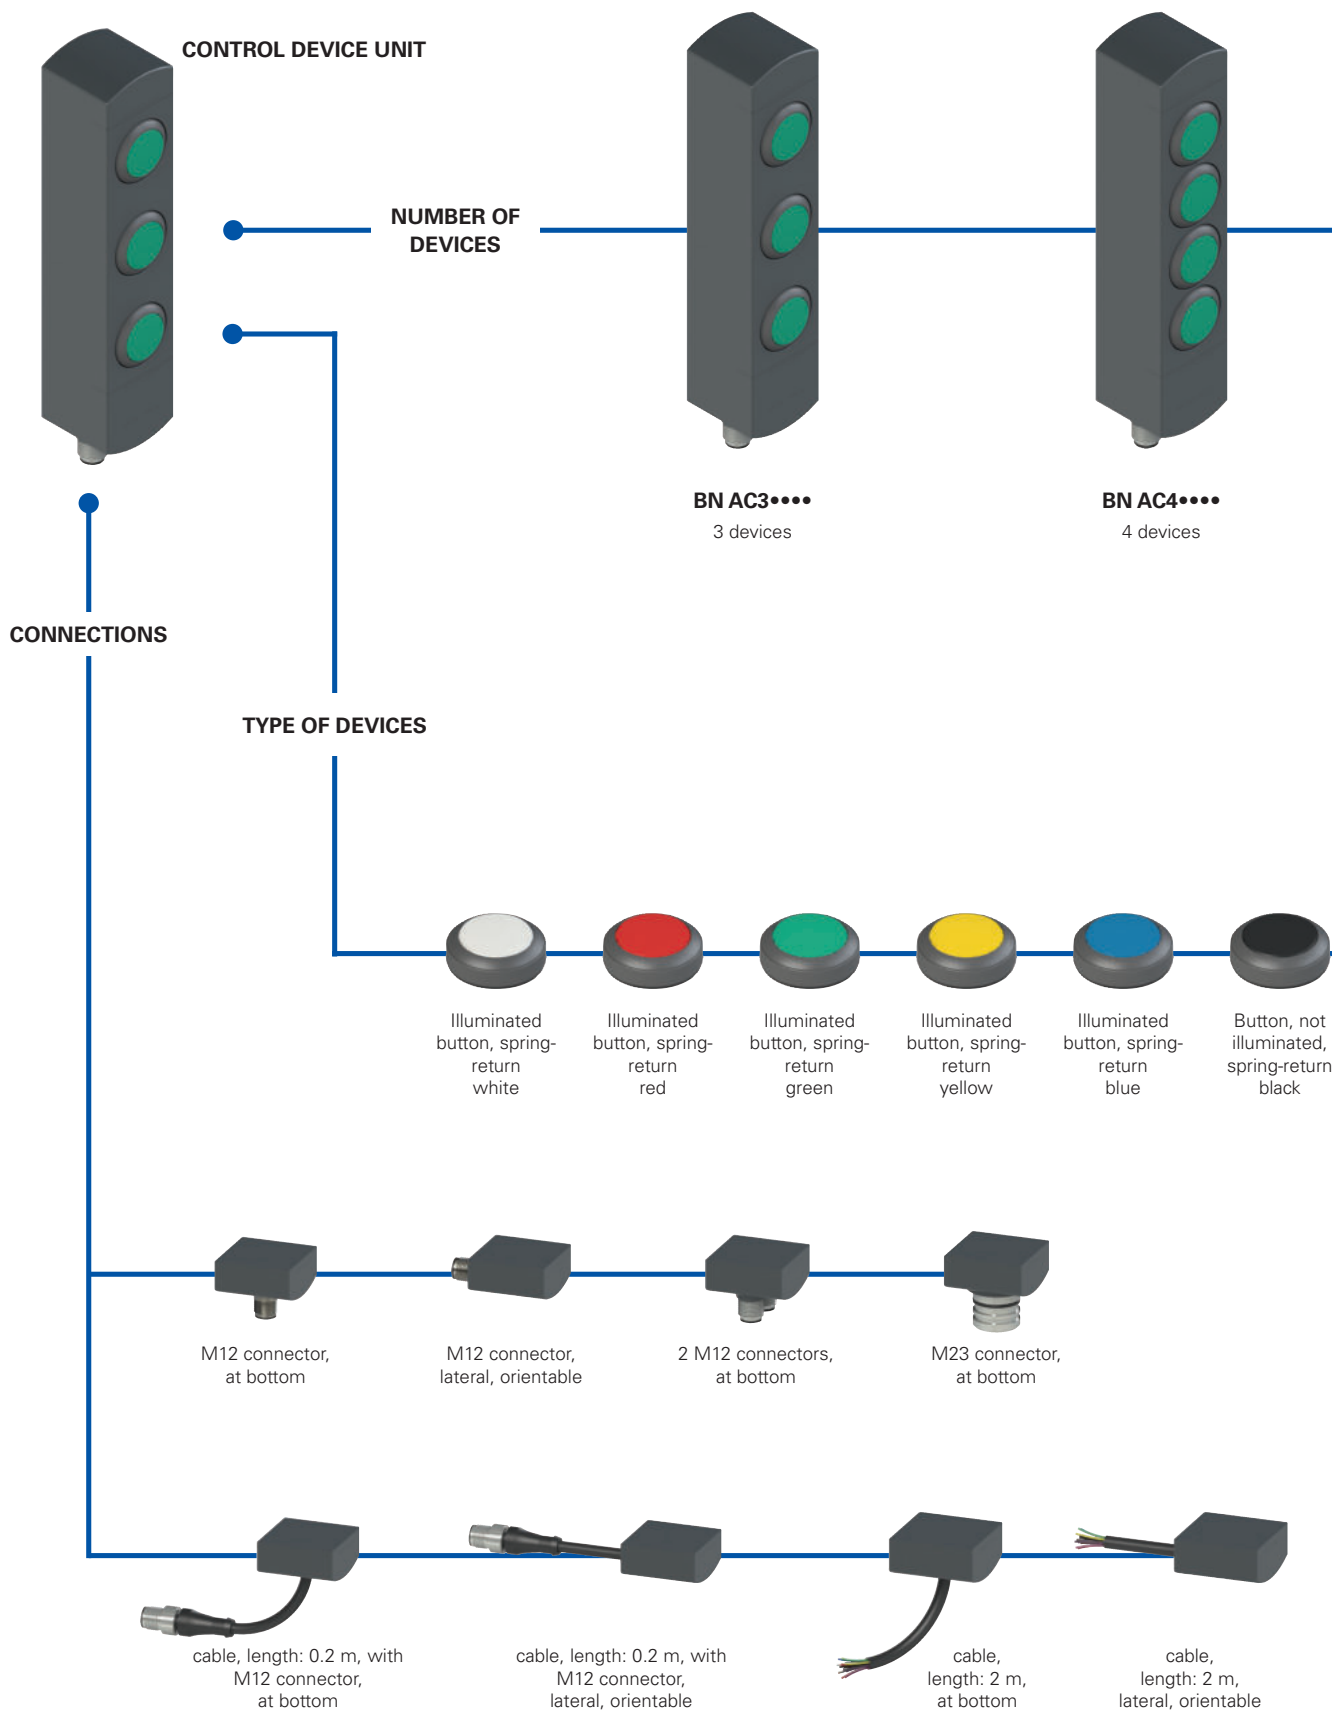 CONTROL DEVICE UNIT
NUMBER OF
DEVICES
BN AC3••••
3 devices
BN AC4••••
4 devices
CONNECTIONS
TYPE OF DEVICES
Illuminated
button, spring-
return
white
Illuminated
button, spring-
return
red
Illuminated
button, spring-
return
green
Illuminated
button, spring-
return
yellow
Illuminated
button, spring-
return
blue
Button, not
illuminated,
spring-return
black
M12 connector,
at bottom
M12 connector,
lateral, orientable
2 M12 connectors,
at bottom
M23 connector,
at bottom
cable, length: 0.2 m, with
M12 connector,
at bottom
cable, length: 0.2 m, with
M12 connector,
lateral, orientable
cable,
length: 2 m,
at bottom
cable,
length: 2 m,
lateral, orientable